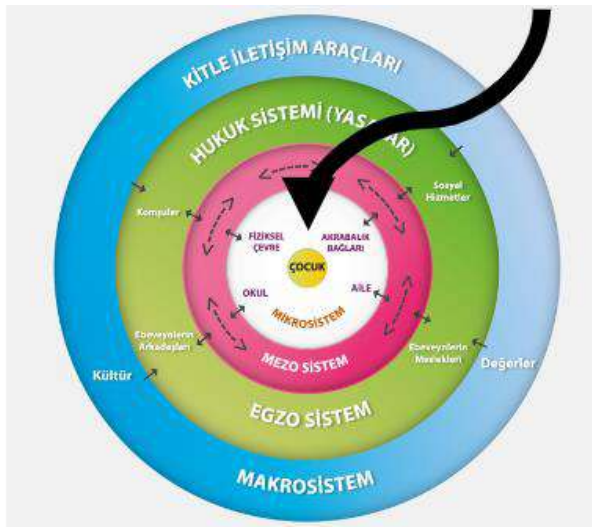 KİTLE İLETİŞİM ARAÇLARI
HUKUK SİSTEMİ (YASALAR)
Sosyal
Hizmetler
Komşular
FİZİKSEL
ÇEVRE
AKRABALIK
BAĞLARI
ÇOCUK
OKUL
AİLE
MİKROSİSTEM
Ebeveynlerin
Arkadaşları
Ebeveynlerin
Meslekleri
MEZO SİSTEM
Kültür
Değerler
EGZO SİSTEM
MAKROSİSTEM